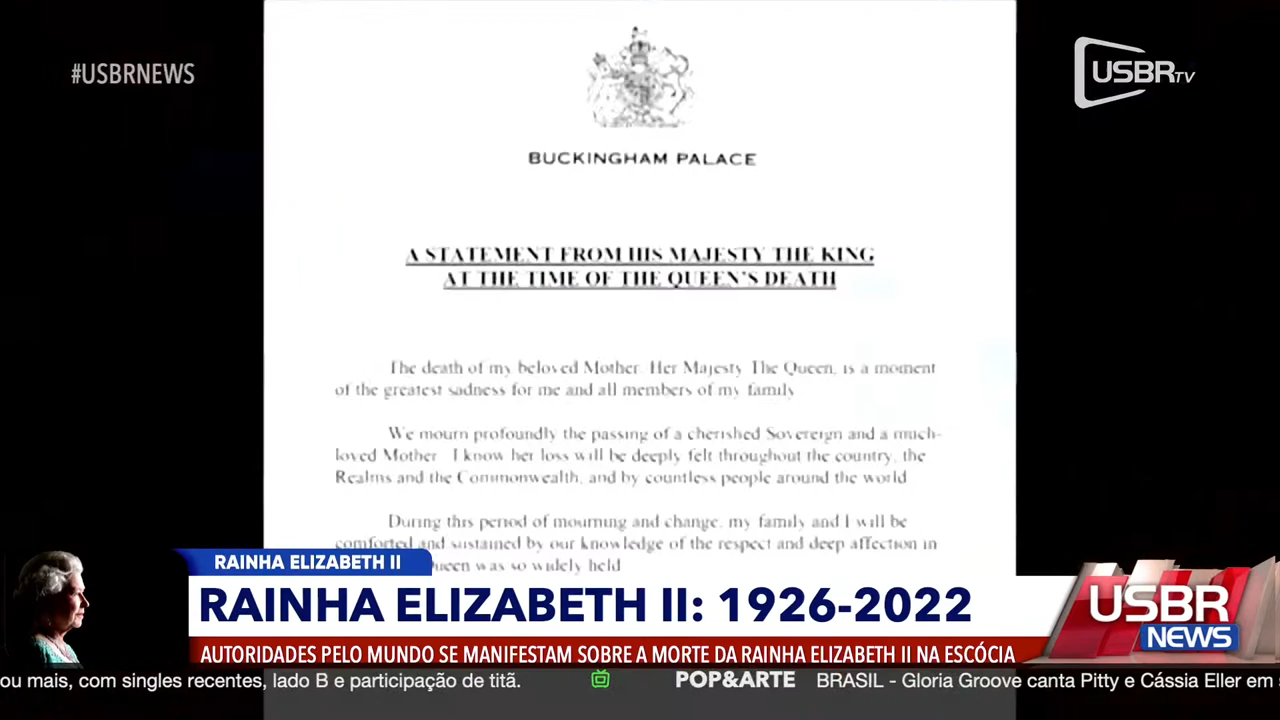 #USBRNEWS
USBR TV
BUCKINGHAM PALACE
A STATEMENT FROM HIS MAJESTY THE KING
AT THE TIME OF THE QUEEN'S DEATH
The death of my beloved Mother, Her Majesty The Queen, is a moment
of the greatest sadness for me and all members of my family
We mourn profoundly the passing of a cherished Sovereign and a much-
loved Mother. I know her loss will be deeply felt throughout the country, the
Realms and the Commonwealth, and by countless people around the world
During this period of mourning and change, my family and I will be
comforted and sustained by our knowledge of the respect and deep affection in
Queen was so widely held
RAINHA ELIZABETH II
RAINHA ELIZABETH II: 1926-2022
AUTORIDADES PELO MUNDO SE MANIFESTAM SOBRE A MORTE DA RAINHA ELIZABETH II NA ESCÓCIA
USBR
NEWS
ou mais, com singles recentes, lado B e participação de titã. POP&ARTE BRASIL - Gloria Groove canta Pitty e Cássia Eller em